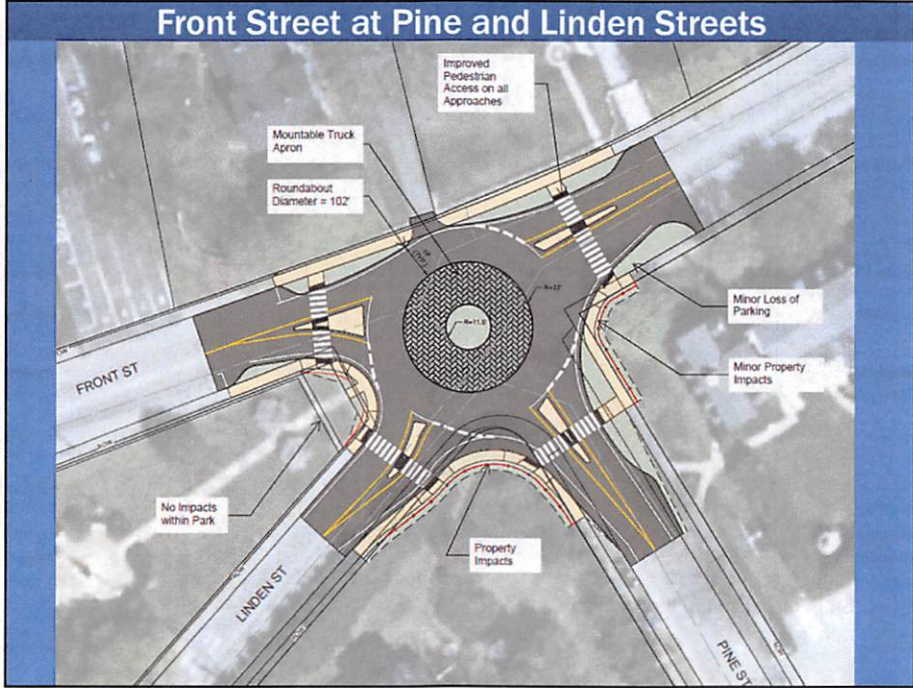 Front Street at Pine and Linden Streets
Improved
Pedestrian
Access on all
Approaches
Mountable Truck
Apron
Roundabout
Diameter = 102'
Minor Loss of
Parking
Minor Property
Impacts
FRONT ST
No Impacts
within Park
Property
Impacts
LINDEN ST
PINE ST